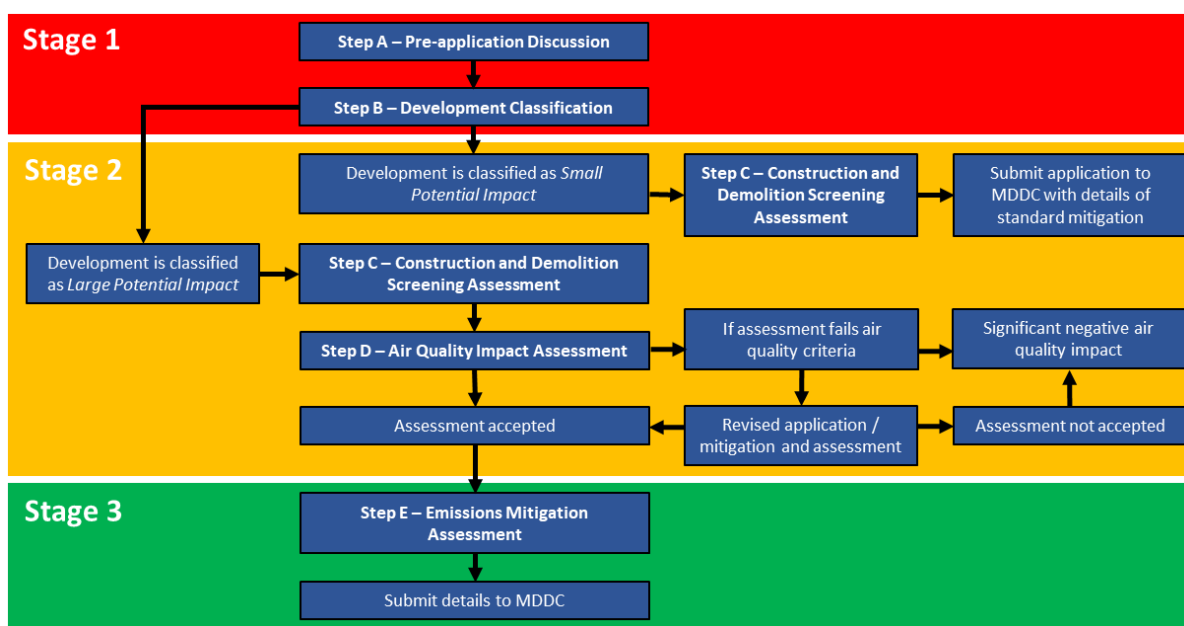 Stage 1
Step A – Pre-application Discussion
Step B – Development Classification
Stage 2
Development is classified as Small
Potential Impact
Step C – Construction and
Demolition Screening
Assessment
Submit application to
MDDC with details of
standard mitigation
Development is classified
as Large Potential Impact
Step C – Construction and Demolition
Screening Assessment
Step D – Air Quality Impact Assessment
If assessment fails air
quality criteria
Significant negative air
quality impact
Assessment accepted
Revised application /
mitigation and assessment
Assessment not accepted
Stage 3
Step E – Emissions Mitigation
Assessment
Submit details to MDDC